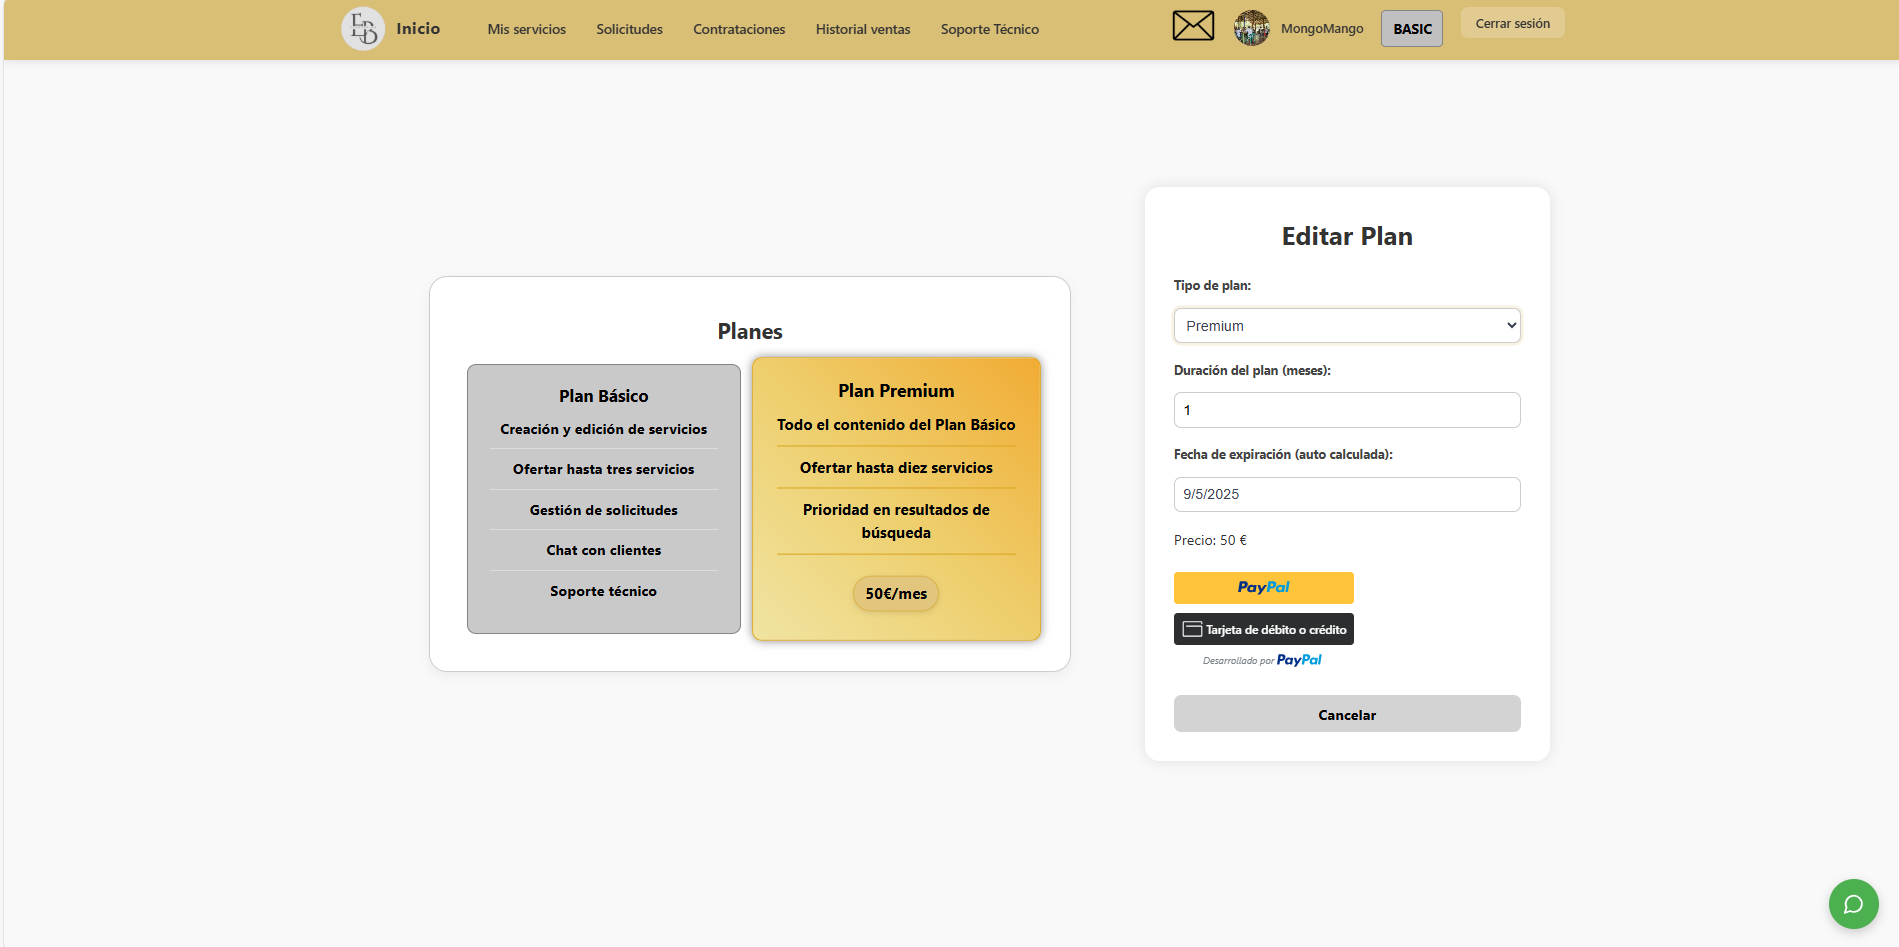 EDB
Inicio
Mis servicios
Solicitudes
Contrataciones
Historial ventas
Soporte Técnico
MongoMango
BASIC
Cerrar sesión
Planes
Plan Básico
Creación y edición de servicios
Ofertar hasta tres servicios
Gestión de solicitudes
Chat con clientes
Soporte técnico
Plan Premium
Todo el contenido del Plan Básico
Ofertar hasta diez servicios
Prioridad en resultados de
búsqueda
50€/mes
Editar Plan
Tipo de plan:
Premium
Duración del plan (meses):
1
Fecha de expiración (auto calculada):
9/5/2025
Precio: 50 €
PayPal
Tarjeta de débito o crédito
Desarrollado por PayPal
Cancelar